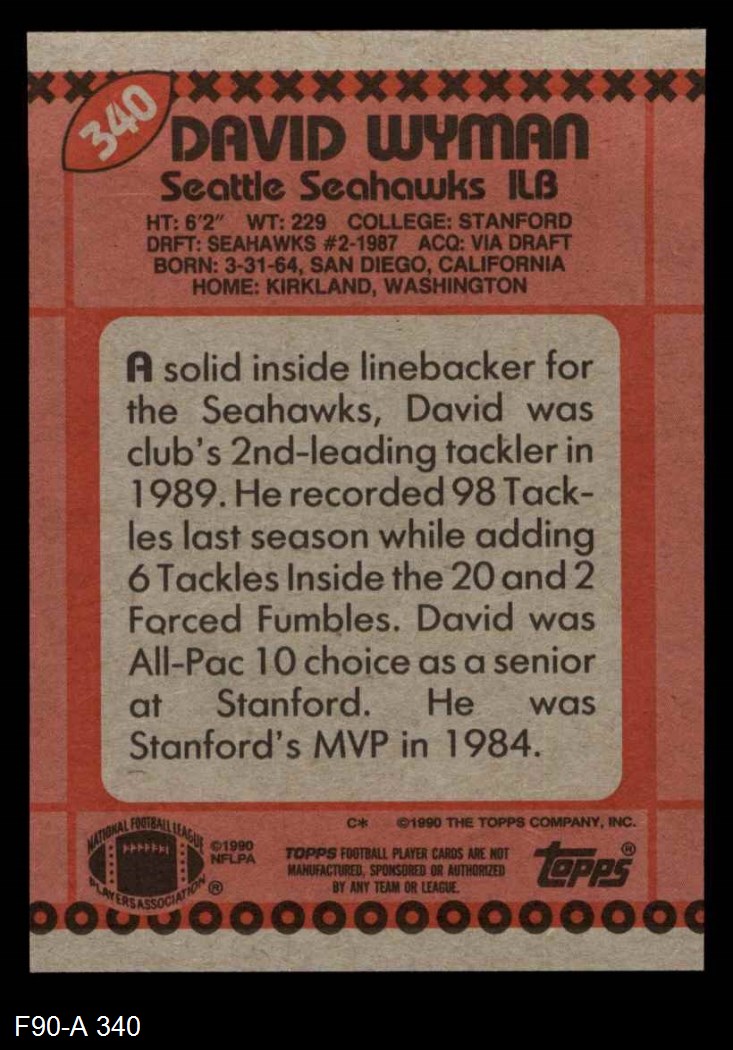 340
DAVID WYMAN
Seattle Seahawks ILB
HT: 6'2" WT: 229 COLLEGE: STANFORD
DRFT: SEAHAWKS #2-1987 ACQ: VIA DRAFT
BORN: 3-31-64, SAN DIEGO, CALIFORNIA
HOME: KIRKLAND, WASHINGTON
A solid inside linebacker for
the Seahawks, David was
club's 2nd-leading tackler in
1989. He recorded 98 Tack-
les last season while adding
6 Tackles Inside the 20 and 2
Forced Fumbles. David was
All-Pac 10 choice as a senior
at Stanford. He was
Stanford's MVP in 1984.
C* ©1990 THE TOPPS COMPANY, INC.
NATIONAL FOOTBALL LEAGUE
PLAYERS ASSOCIATION ®
©1990
NFLPA
TOPPS FOOTBALL PLAYER CARDS ARE NOT
MANUFACTURED, SPONSORED OR AUTHORIZED
BY ANY TEAM OR LEAGUE.
topps®
F90-A 340